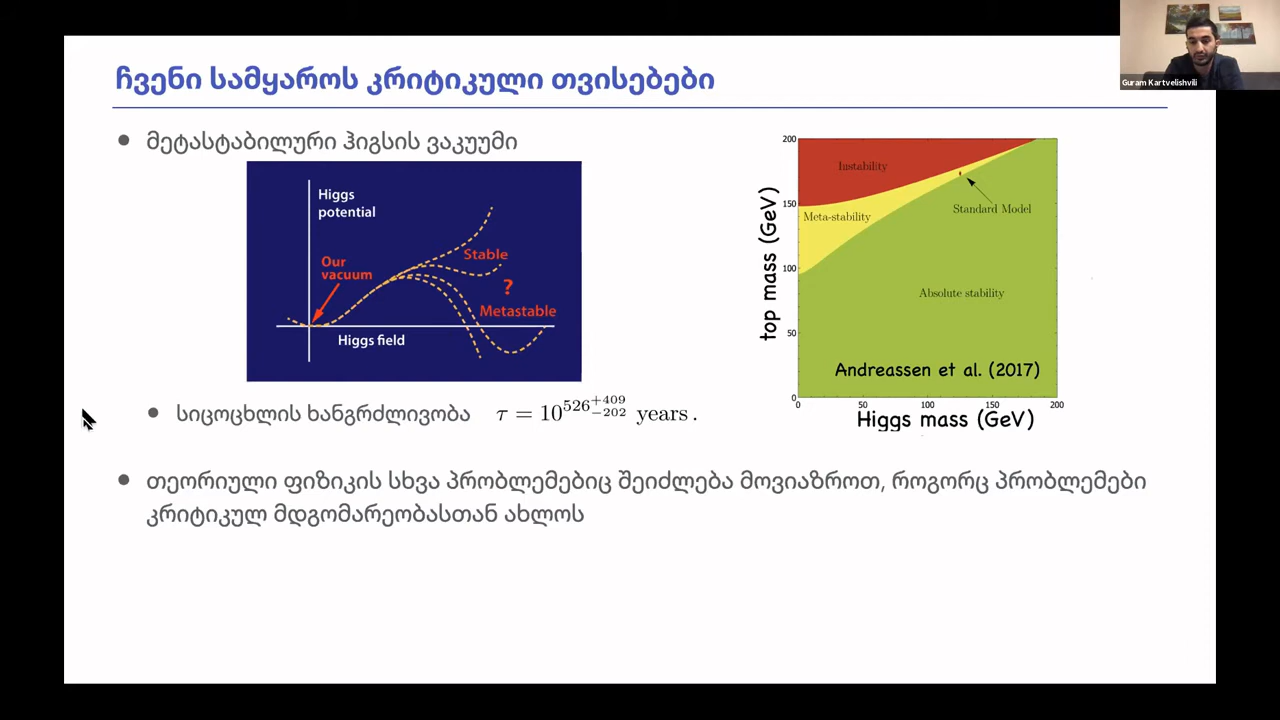 ჩვენი სამყაროს კრიტიკული თვისებები
Guram Kartvelishvili
● მეტასტაბილური ჰიგსის ვაკუუმი
Higgs
potential
Our
vacuum
Stable
?
Metastable
Higgs field
200
150
100
50
0
top mass (GeV)
Instability
Meta-stability
Standard Model
Absolute stability
Andreassen et al. (2017)
0 50 100 150 200
Higgs mass (GeV)
● სიცოცხლის ხანგრძლივობა τ = 10^{526^{+409}_{−202}} years .
● თეორიული ფიზიკის სხვა პრობლემებიც შეიძლება მოვიაზროთ, როგორც პრობლემები
კრიტიკულ მდგომარეობასთან ახლოს